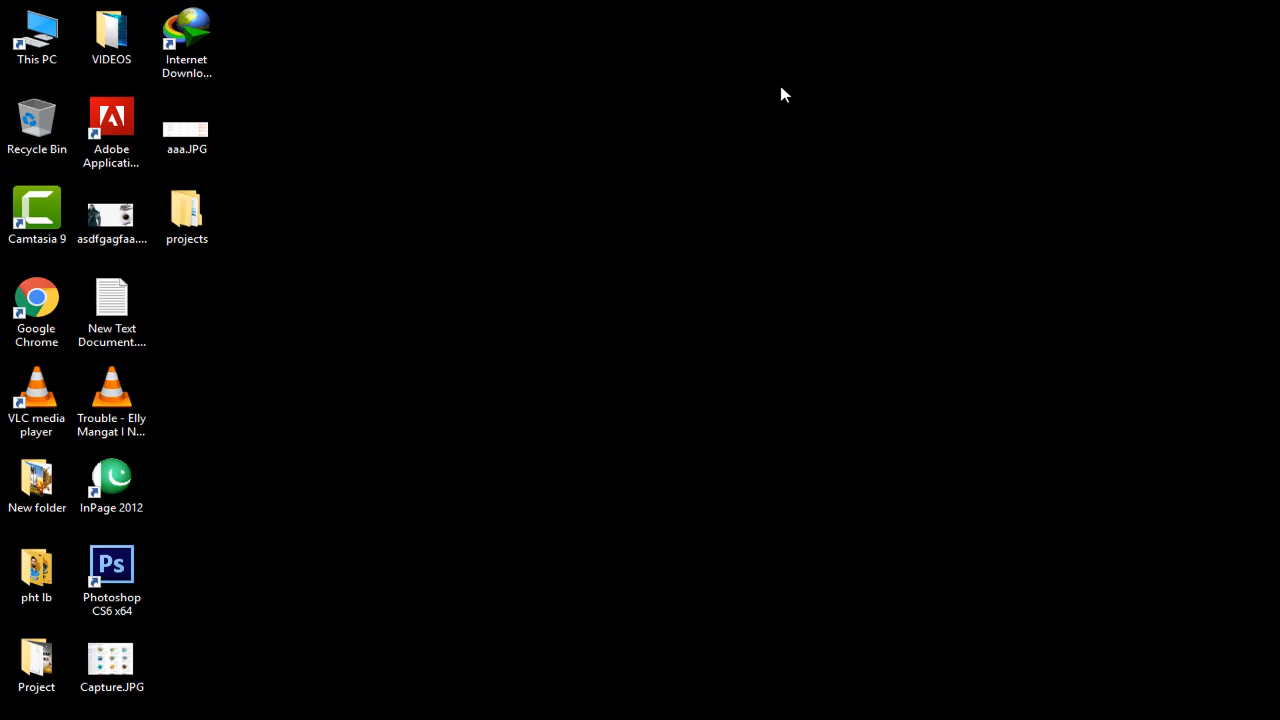 This PC
VIDEOS
Internet
Downlo...
Recycle Bin
Adobe
Applicati...
aaa.JPG
Camtasia 9
asdfgagfaa....
projects
Google
Chrome
New Text
Document....
VLC media
player
Trouble - Elly
Mangat l N...
New folder
InPage 2012
pht lb
Ps
Photoshop
CS6 x64
Project
Capture.JPG